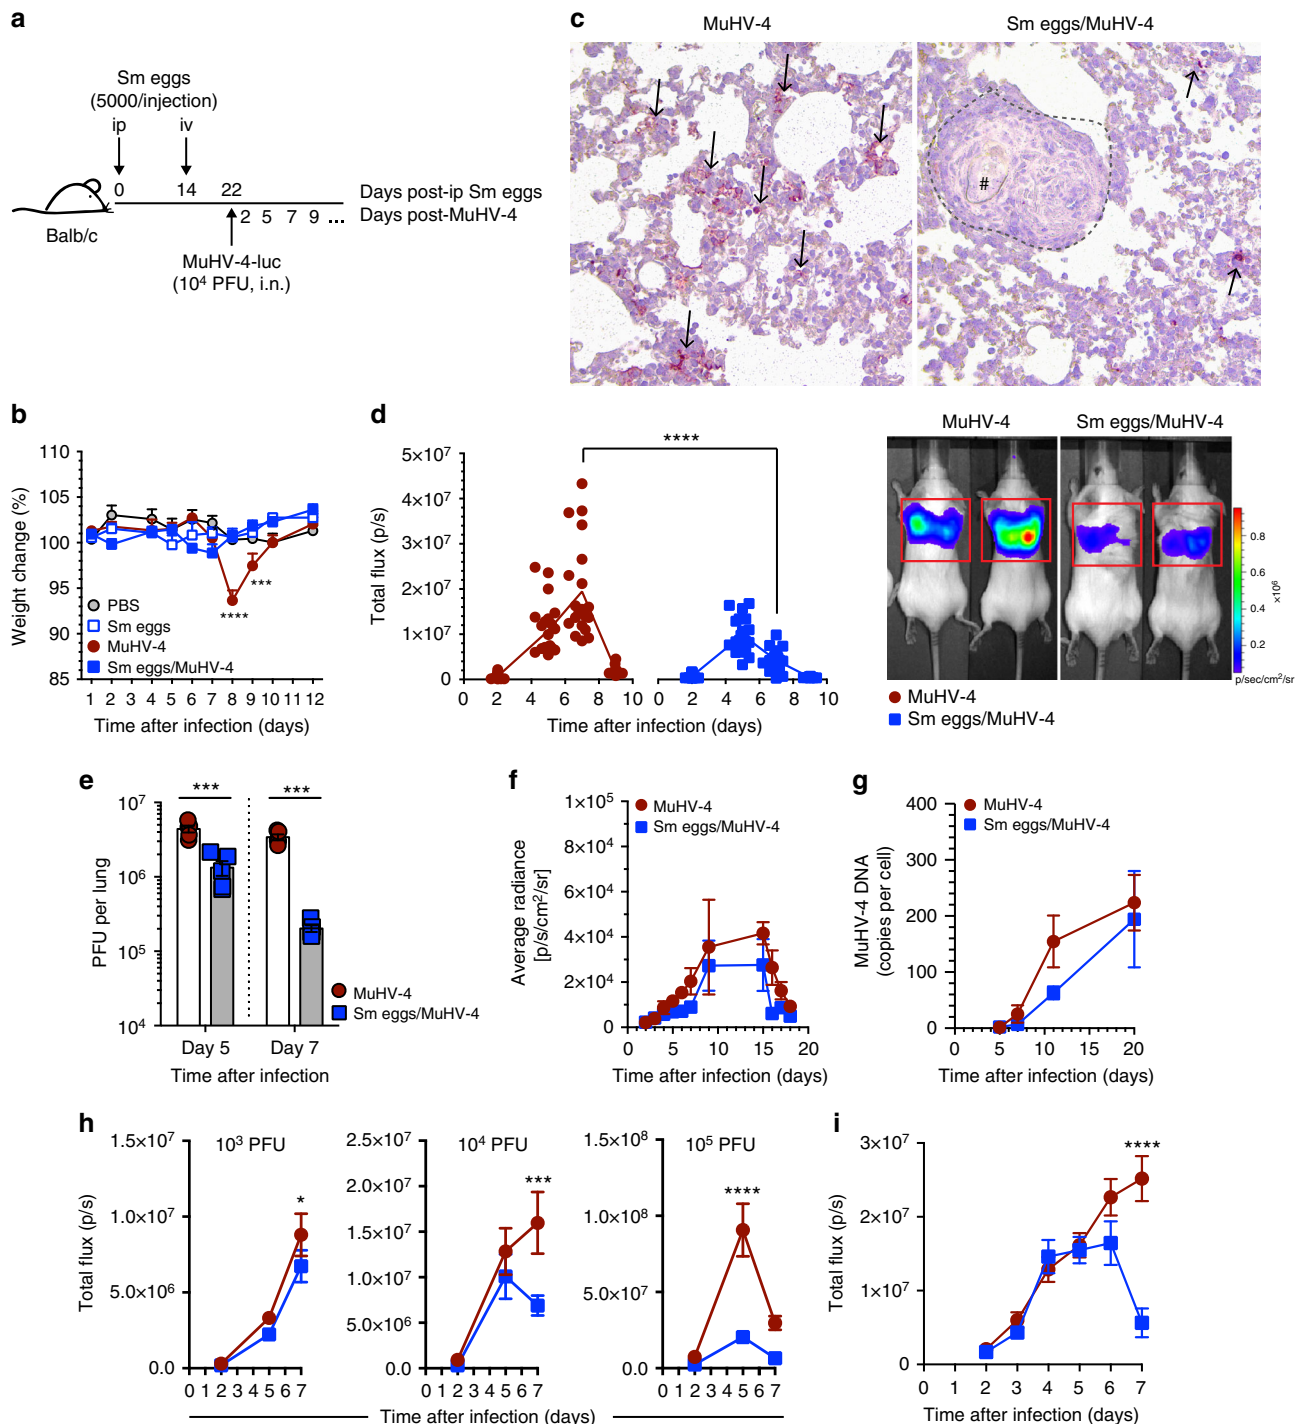 a
Sm eggs
(5000/injection)
ip iv
0 14 22 Days post-ip Sm eggs
2 5 7 9 ... Days post-MuHV-4
Balb/c
MuHV-4-luc
(10⁴ PFU, i.n.)
c
MuHV-4 Sm eggs/MuHV-4
#
b
Weight change (%)
110
105
100
95
90
85
**** ***
PBS
Sm eggs
MuHV-4
Sm eggs/MuHV-4
1 2 3 4 5 6 7 8 9 10 11 12
Time after infection (days)
d
Total flux (p/s)
****
5×10⁷
4×10⁷
3×10⁷
2×10⁷
1×10⁷
0
0 2 4 6 8 10 0 2 4 6 8 10
Time after infection (days) Time after infection (days)
MuHV-4 Sm eggs/MuHV-4
0.8
0.6
0.4
0.2
×10⁶
p/sec/cm²/sr
MuHV-4
Sm eggs/MuHV-4
e
PFU per lung
*** ***
10⁷
10⁶
10⁵
10⁴
MuHV-4
Sm eggs/MuHV-4
Day 5 Day 7
Time after infection
f
Average radiance
[p/s/cm²/sr]
1×10⁵
8×10⁴
6×10⁴
4×10⁴
2×10⁴
0
MuHV-4
Sm eggs/MuHV-4
0 5 10 15 20
Time after infection (days)
g
MuHV-4 DNA
(copies per cell)
400
300
200
100
0
MuHV-4
Sm eggs/MuHV-4
0 5 10 15 20
Time after infection (days)
h
Total flux (p/s)
10³ PFU
1.5×10⁷
1.0×10⁷
5.0×10⁶
0.0
*
0 1 2 3 4 5 6 7
10⁴ PFU
2.5×10⁷
2.0×10⁷
1.5×10⁷
1.0×10⁷
5.0×10⁶
0.0
***
0 1 2 3 4 5 6 7
10⁵ PFU
1.5×10⁸
1.0×10⁸
5.0×10⁷
0.0
****
0 1 2 3 4 5 6 7
Time after infection (days)
i
Total flux (p/s)
3×10⁷
2×10⁷
1×10⁷
0
****
0 1 2 3 4 5 6 7
Time after infection (days)